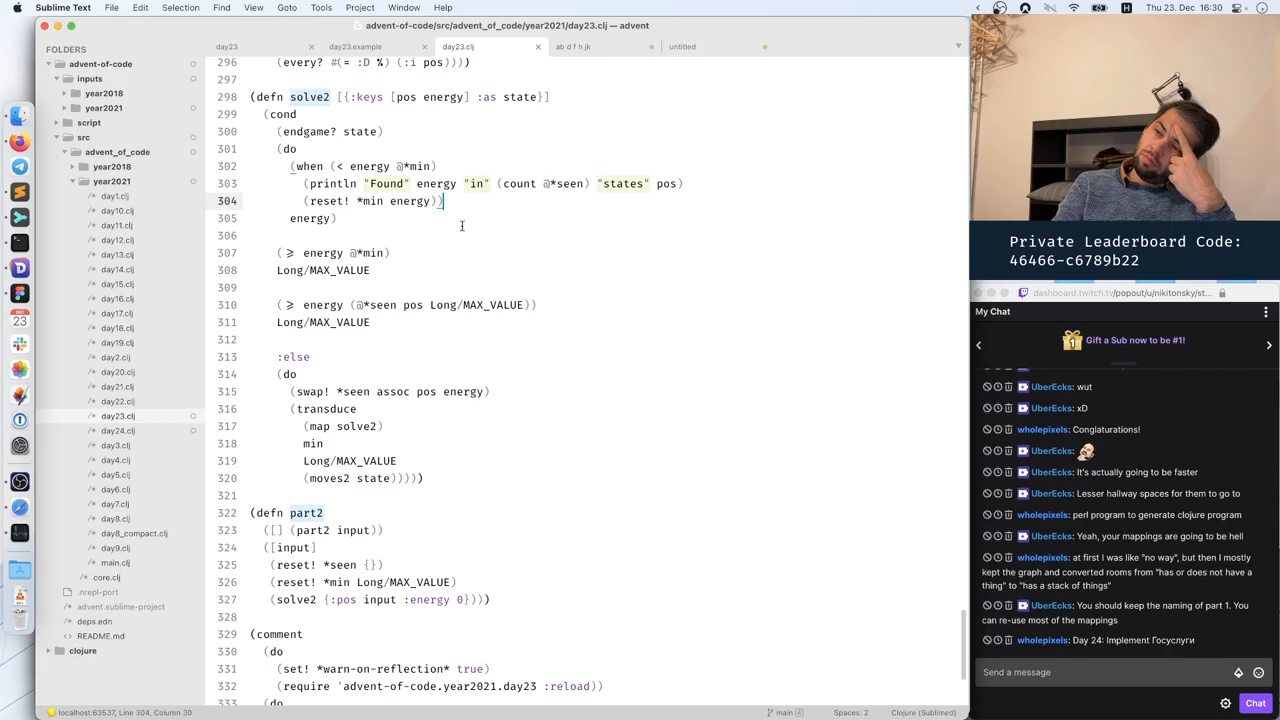 Sublime Text
File
Edit
Selection
Find
View
Goto
Tools
Project
Window
Help
Thu 23. Dec 16:30
advent-of-code/src/advent_of_code/year2021/day23.clj — advent
FOLDERS
advent-of-code
inputs
year2018
year2021
script
src
advent_of_code
year2018
year2021
day1.clj
day10.clj
day11.clj
day12.clj
day13.clj
day14.clj
day15.clj
day16.clj
day17.clj
day18.clj
day19.clj
day2.clj
day20.clj
day21.clj
day22.clj
day23.clj
day24.clj
day3.clj
day4.clj
day5.clj
day6.clj
day7.clj
day8.clj
day8_compact.clj
day9.clj
main.clj
core.clj
.nrepl-port
advent.sublime-project
deps.edn
README.md
clojure
day23
day23.example
day23.clj
ab d f h jk
untitled
296 (every? #(= :D %) (:i pos))))
297
298 (defn solve2 [{:keys [pos energy] :as state}]
299 (cond
300 (endgame? state)
301 (do
302 (when (< energy @*min)
303 (println "Found" energy "in" (count @*seen) "states" pos)
304 (reset! *min energy))
305 energy)
306
307 (≥ energy @*min)
308 Long/MAX_VALUE
309
310 (≥ energy (@*seen pos Long/MAX_VALUE))
311 Long/MAX_VALUE
312
313 :else
314 (do
315 (swap! *seen assoc pos energy)
316 (transduce
317 (map solve2)
318 min
319 Long/MAX_VALUE
320 (moves2 state)))))
321
322 (defn part2
323 ([] (part2 input))
324 ([input]
325 (reset! *seen {})
326 (reset! *min Long/MAX_VALUE)
327 (solve2 {:pos input :energy 0})))
328
329 (comment
330 (do
331 (set! *warn-on-reflection* true)
332 (require 'advent-of-code.year2021.day23 :reload))
333 (do
localhost:63537, Line 304, Column 30
main 4
Spaces: 2
Clojure (Sublimed)
Private Leaderboard Code:
46466-c6789b22
dashboard.twitch.tv/popout/u/nikitonsky/st...
My Chat
1
Gift a Sub now to be #1!
UberEcks: wut
UberEcks: xD
wholepixels: Conglaturations!
UberEcks:
UberEcks: It's actually going to be faster
UberEcks: Lesser hallway spaces for them to go to
wholepixels: perl program to generate clojure program
UberEcks: Yeah, your mappings are going to be hell
wholepixels: at first I was like "no way", but then I mostly
kept the graph and converted rooms from "has or does not have a
thing" to "has a stack of things"
UberEcks: You should keep the naming of part 1. You
can re-use most of the mappings
wholepixels: Day 24: Implement Госуслуги
Send a message
Chat